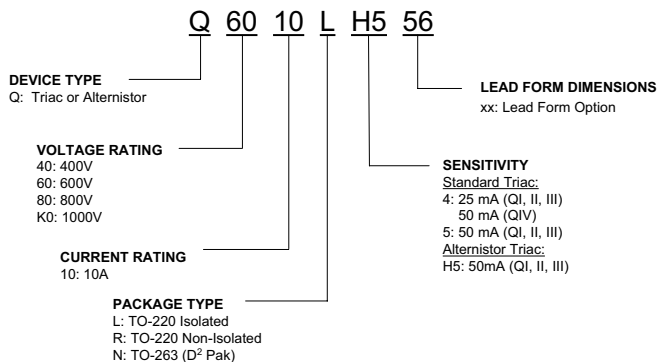 Q 60 10 L H5 56
DEVICE TYPE
Q: Triac or Alternistor
LEAD FORM DIMENSIONS
xx: Lead Form Option
VOLTAGE RATING
40: 400V
60: 600V
80: 800V
K0: 1000V
SENSITIVITY
Standard Triac:
4: 25 mA (QI, II, III)
50 mA (QIV)
5: 50 mA (QI, II, III)
Alternistor Triac:
H5: 50mA (QI, II, III)
CURRENT RATING
10: 10A
PACKAGE TYPE
L: TO-220 Isolated
R: TO-220 Non-Isolated
N: TO-263 (D² Pak)